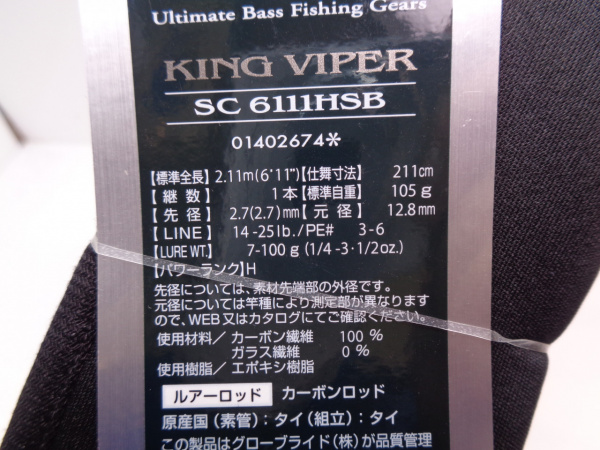 Ultimate Bass Fishing Gears
KING VIPER
SC 6111HSB
01402674*
【標準全長】2.11m(6'11")【仕舞寸法】 211cm
【継数】 1本【標準自重】 105g
【先径】 2.7(2.7)mm【元径】 12.8mm
【LINE】 14-25lb./PE# 3-6
【LURE WT.】 7-100g(1/4-3・1/2oz.)
【パワーランク】H
先径については、素材先端部の外径です。
元径については竿種により測定部が異なります
ので、WEB又はカタログにてご確認ください。
使用材料/カーボン繊維 100%
ガラス繊維 0%
使用樹脂/エポキシ樹脂
ルアーロッド カーボンロッド
原産国(素管):タイ(組立):タイ
この製品はグローブライド(株)が品質管理